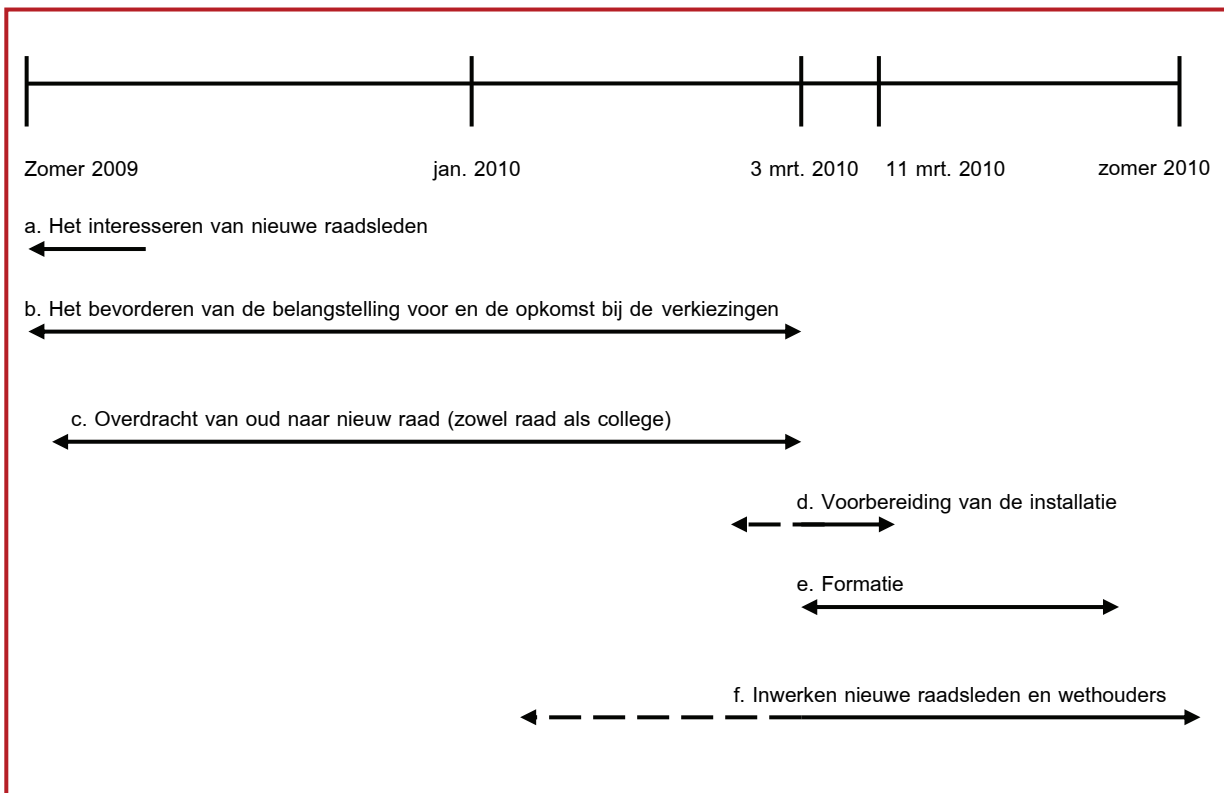 Zomer 2009
jan. 2010
3 mrt. 2010
11 mrt. 2010
zomer 2010
a. Het interesseren van nieuwe raadsleden
b. Het bevorderen van de belangstelling voor en de opkomst bij de verkiezingen
c. Overdracht van oud naar nieuw raad (zowel raad als college)
d. Voorbereiding van de installatie
e. Formatie
f. Inwerken nieuwe raadsleden en wethouders